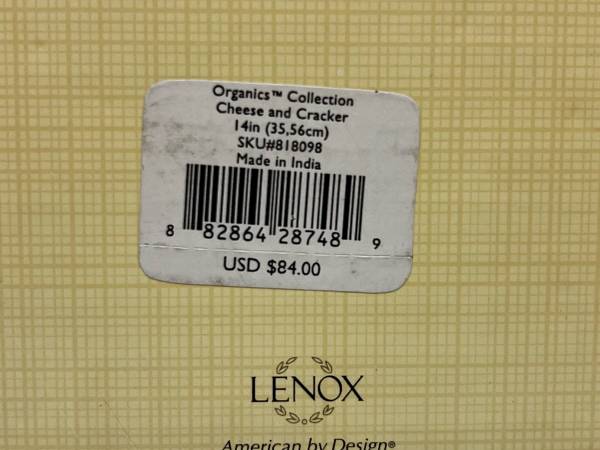 Organics™ Collection
Cheese and Cracker
14in (35,56cm)
SKU#818098
Made in India
8 82864 28748 9
USD $84.00
LENOX
American by Design®